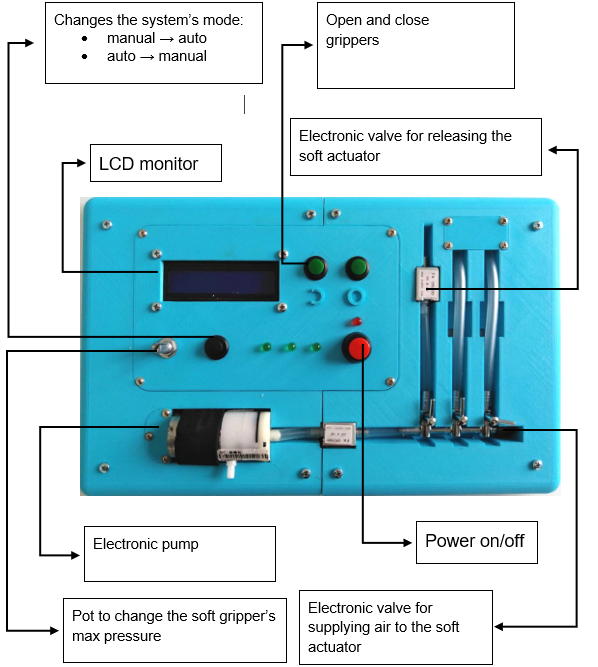 Changes the system's mode:
• manual → auto
• auto → manual
Open and close
grippers
Electronic valve for releasing the
soft actuator
LCD monitor
Electronic pump
Power on/off
Pot to change the soft gripper's
max pressure
Electronic valve for
supplying air to the soft
actuator